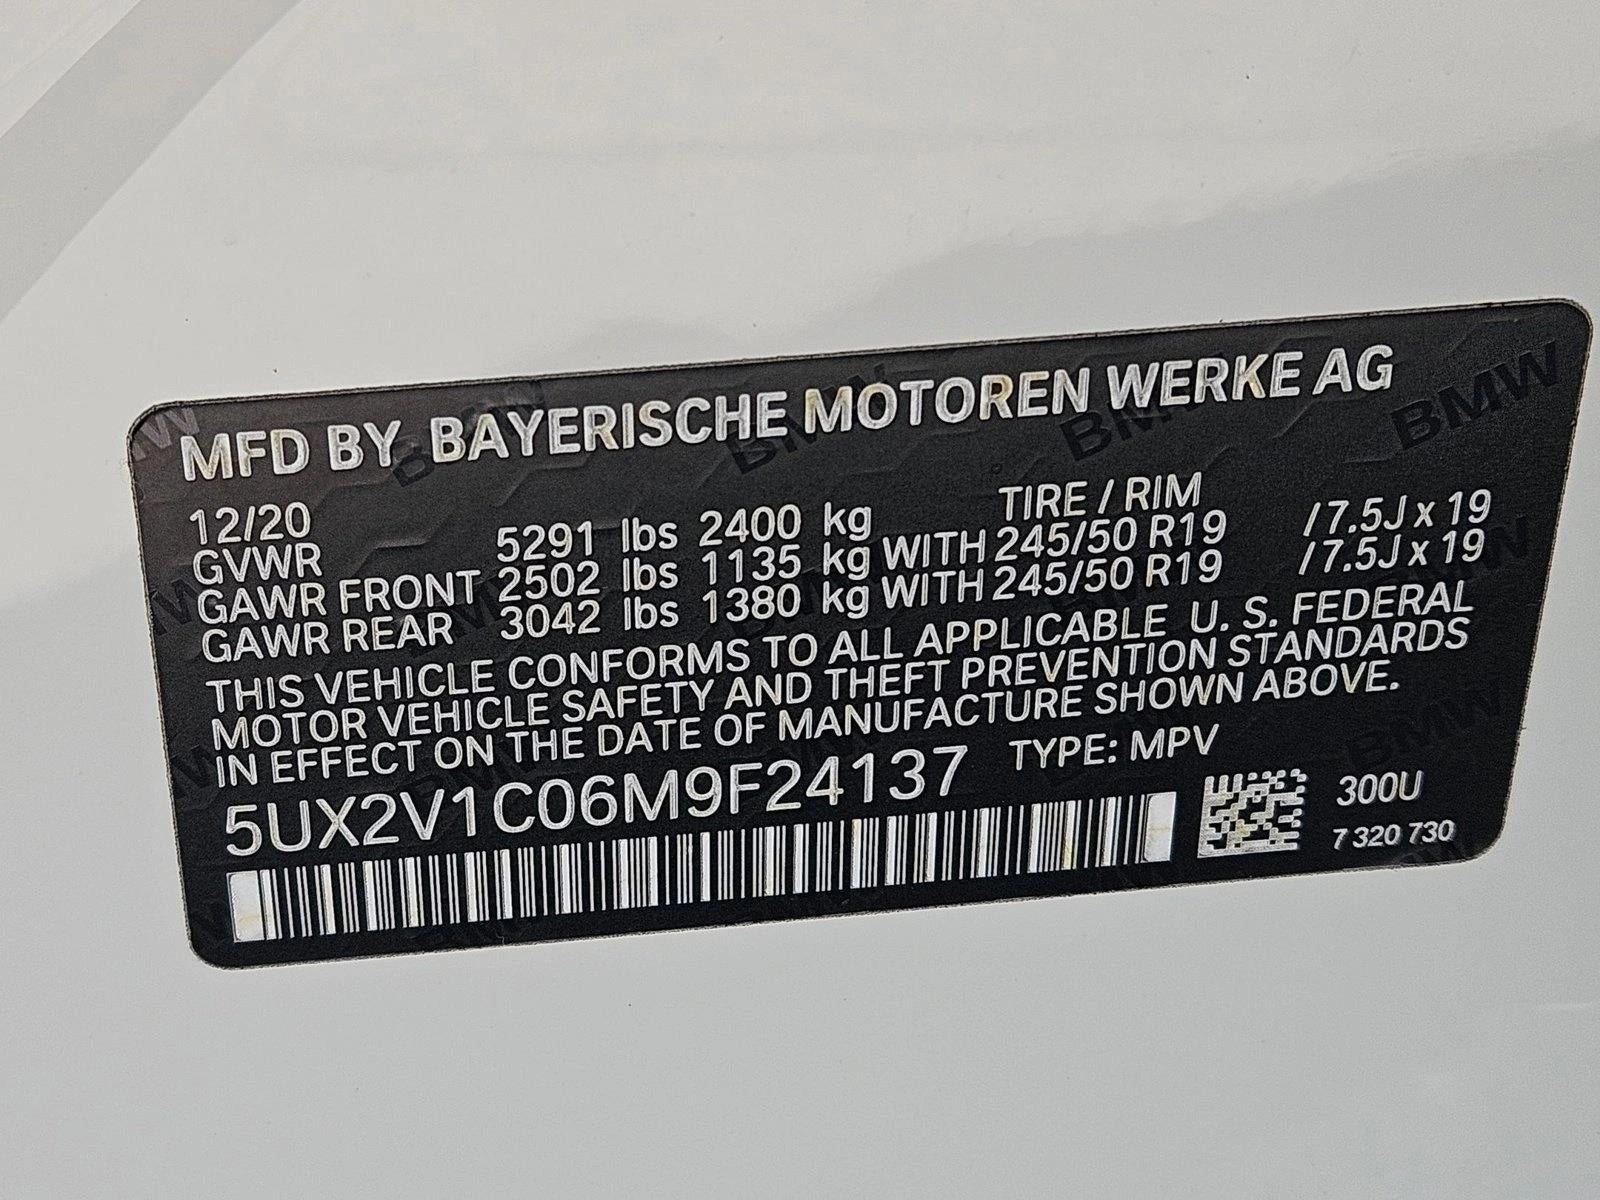 MFD BY BAYERISCHE MOTOREN WERKE AG
12/20 TIRE / RIM
GVWR 5291 lbs 2400 kg
GAWR FRONT 2502 lbs 1135 kg WITH 245/50 R19 / 7.5J x 19
GAWR REAR 3042 lbs 1380 kg WITH 245/50 R19 / 7.5J x 19
THIS VEHICLE CONFORMS TO ALL APPLICABLE U. S. FEDERAL
MOTOR VEHICLE SAFETY AND THEFT PREVENTION STANDARDS
IN EFFECT ON THE DATE OF MANUFACTURE SHOWN ABOVE.
5UX2V1C06M9F24137 TYPE: MPV
300U
7 320 730